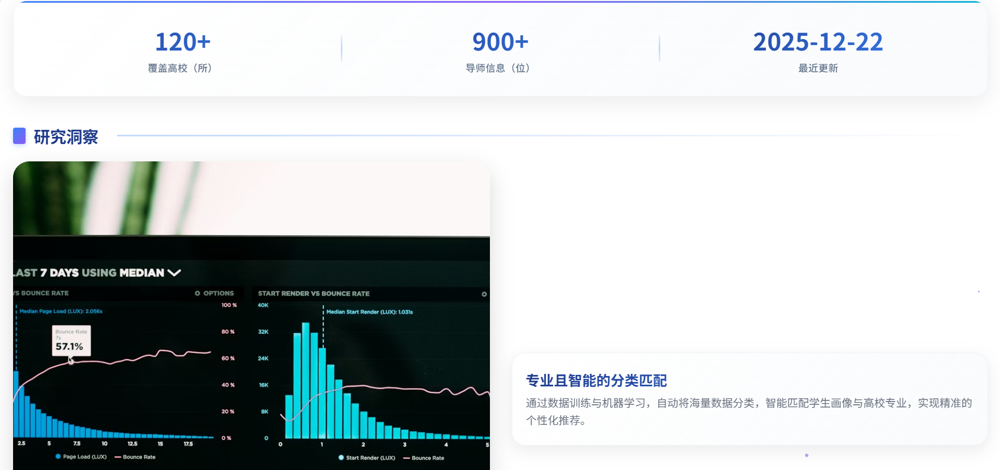 120+
覆盖高校（所）
900+
导师信息（位）
2025-12-22
最近更新
研究洞察
LAST 7 DAYS USING MEDIAN
VS BOUNCE RATE
OPTIONS
START RENDER VS BOUNCE RATE
Median Page Load (LUX): 2.056s
Bounce Rate
7s
57.1%
100 %
80 %
60 %
40 %
20 %
0 %
2.5 5 7.5 10 12.5 15 17.5
Page Load (LUX) Bounce Rate
Median Start Render (LUX): 1.031s
40K
32K
24K
16K
8K
0
0 1 2 3 4 5
Start Render (LUX) Bounce Rate
专业且智能的分类匹配
通过数据训练与机器学习，自动将海量数据分类，智能匹配学生画像与高校专业，实现精准的
个性化推荐。